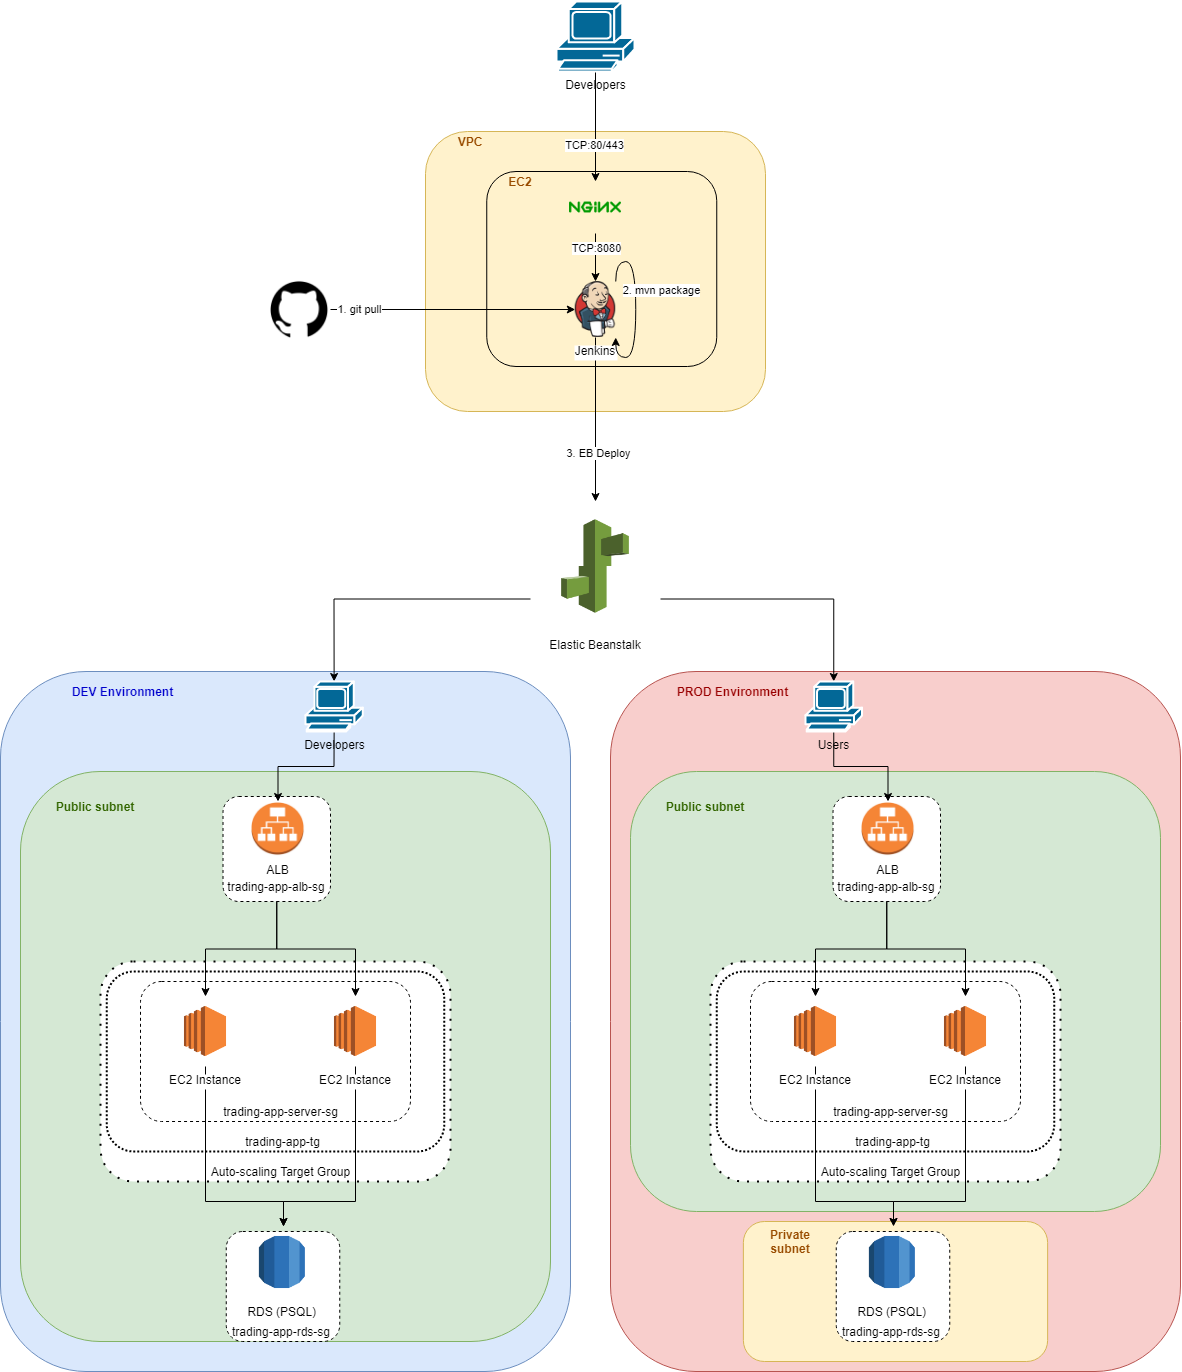 Developers
VPC
TCP:80/443
EC2
NGINX
TCP:8080
2. mvn package
1. git pull
Jenkins
3. EB Deploy
Elastic Beanstalk
DEV Environment
Developers
Public subnet
ALB
trading-app-alb-sg
EC2 Instance
EC2 Instance
trading-app-server-sg
trading-app-tg
Auto-scaling Target Group
RDS (PSQL)
trading-app-rds-sg
PROD Environment
Users
Public subnet
ALB
trading-app-alb-sg
EC2 Instance
EC2 Instance
trading-app-server-sg
trading-app-tg
Auto-scaling Target Group
Private
subnet
RDS (PSQL)
trading-app-rds-sg